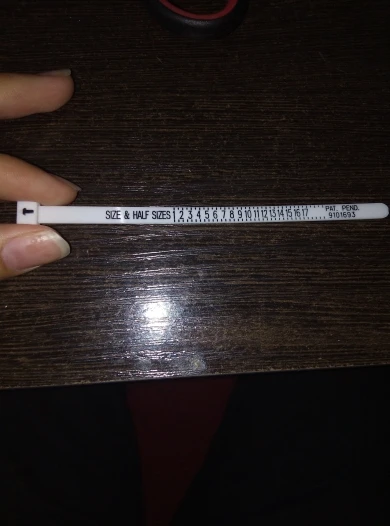 SIZE & HALF SIZES 1 2 3 4 5 6 7 8 9 10 11 12 13 14 15 16 17
PAT. PEND.
9101693